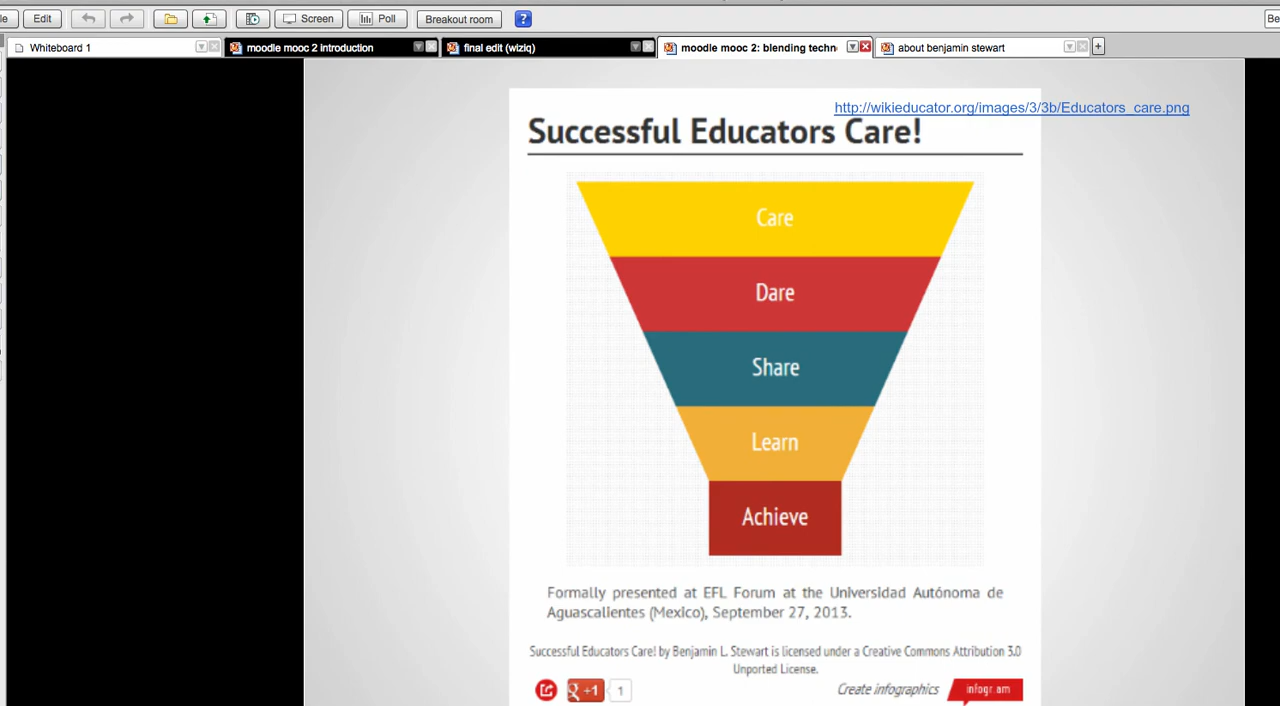 Edit
Screen
Poll
Breakout room
?
Be
Whiteboard 1
moodle mooc 2 introduction
final edit (wiziq)
moodle mooc 2: blending techn
about benjamin stewart
+
http://wikieducator.org/images/3/3b/Educators_care.png
Successful Educators Care!
Care
Dare
Share
Learn
Achieve
Formally presented at EFL Forum at the Universidad Autónoma de
Aguascalientes (Mexico), September 27, 2013.
Successful Educators Care! by Benjamin L. Stewart is licensed under a Creative Commons Attribution 3.0
Unported License.
g +1
1
Create infographics
infogr.am